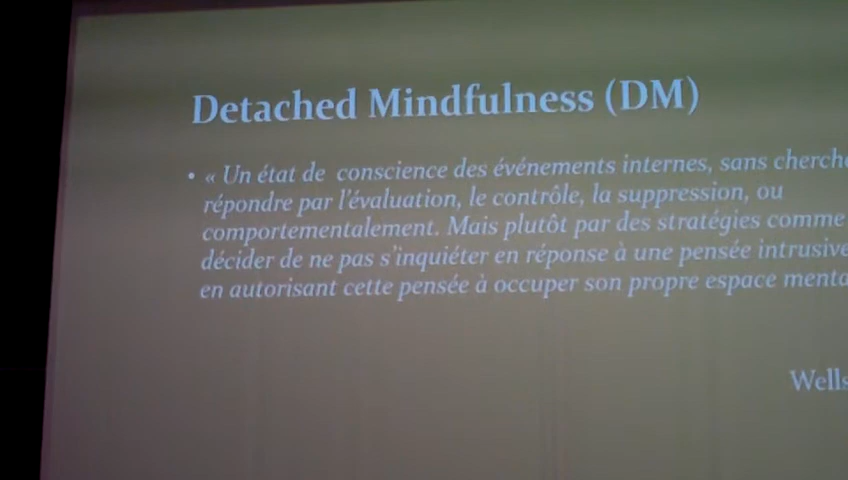 Detached Mindfulness (DM)
• « Un état de conscience des événements internes, sans
répondre par l'évaluation, le contrôle, la suppression, ou
comportementalement. Mais plutôt par des stratégies comme
décider de ne pas s'inquiéter en réponse à une pensée intrusive
en autorisant cette pensée à occuper son propre espace
Wells